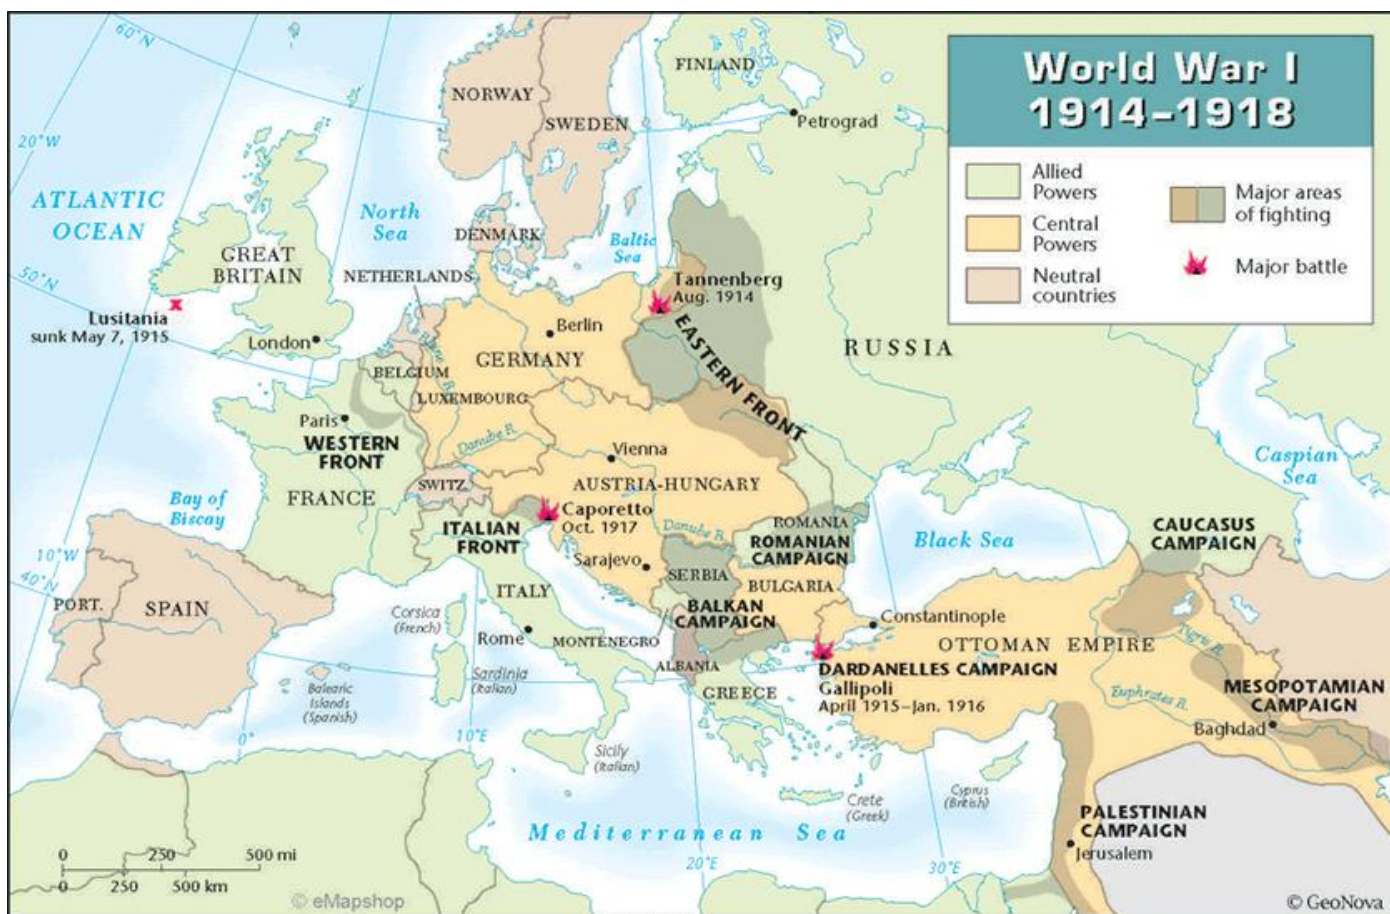 World War I
1914–1918
Allied
Powers
Central
Powers
Neutral
countries
Major areas
of fighting
Major battle
60°N
20°W
50°N
10°W
40°N
0°
10°E
20°E
30°E
ATLANTIC
OCEAN
North
Sea
Baltic
Sea
NORWAY
SWEDEN
FINLAND
Petrograd
DENMARK
NETHERLANDS
GREAT
BRITAIN
London
Lusitania
sunk May 7, 1915
Tannenberg
Aug. 1914
EASTERN FRONT
RUSSIA
Berlin
GERMANY
Rhine R.
BELGIUM
LUXEMBOURG
Paris
WESTERN
FRONT
FRANCE
Danube R.
Vienna
SWITZ.
AUSTRIA-HUNGARY
Caporetto
Oct. 1917
ITALIAN
FRONT
Bay of
Biscay
Danube R.
ROMANIA
ROMANIAN
CAMPAIGN
Black Sea
Caspian
Sea
CAUCASUS
CAMPAIGN
Sarajevo
SERBIA
BULGARIA
BALKAN
CAMPAIGN
PORT.
SPAIN
Corsica
(French)
ITALY
Rome
MONTENEGRO
ALBANIA
GREECE
Constantinople
OTTOMAN EMPIRE
DARDANELLES CAMPAIGN
Gallipoli
April 1915–Jan. 1916
Tigris R.
Euphrates R.
MESOPOTAMIAN
CAMPAIGN
Baghdad
Balearic
Islands
(Spanish)
Sardinia
(Italian)
Sicily
(Italian)
Crete
(Greek)
Cyprus
(British)
Mediterranean Sea
PALESTINIAN
CAMPAIGN
Jerusalem
0 250 500 mi
0 250 500 km
© eMapshop
© GeoNova